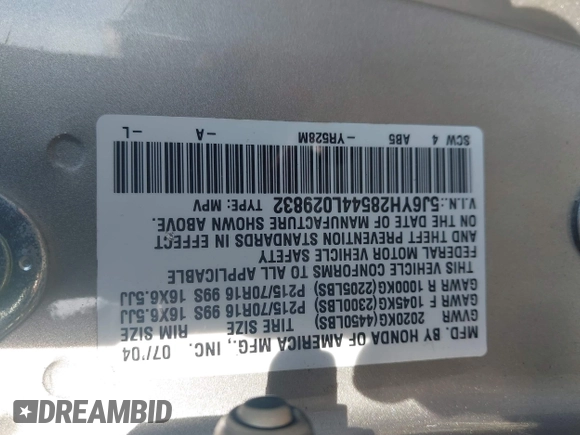 MFD. BY HONDA OF AMERICA MFG., INC. 07/'04
GVWR 2020KG(4450LBS) TIRE SIZE RIM SIZE
GAWR F 1045KG(2300LBS) P215/70R16 99S 16X6.5JJ
GAWR R 1000KG(2205LBS) P215/70R16 99S 16X6.5JJ
THIS VEHICLE CONFORMS TO ALL APPLICABLE
FEDERAL MOTOR VEHICLE SAFETY
AND THEFT PREVENTION STANDARDS IN EFFECT
ON THE DATE OF MANUFACTURE SHOWN ABOVE.
V.I.N.: 5J6YH28544L029832 TYPE: MPV
SCW 4 AB5 –YR528M –A –L
DREAMBID